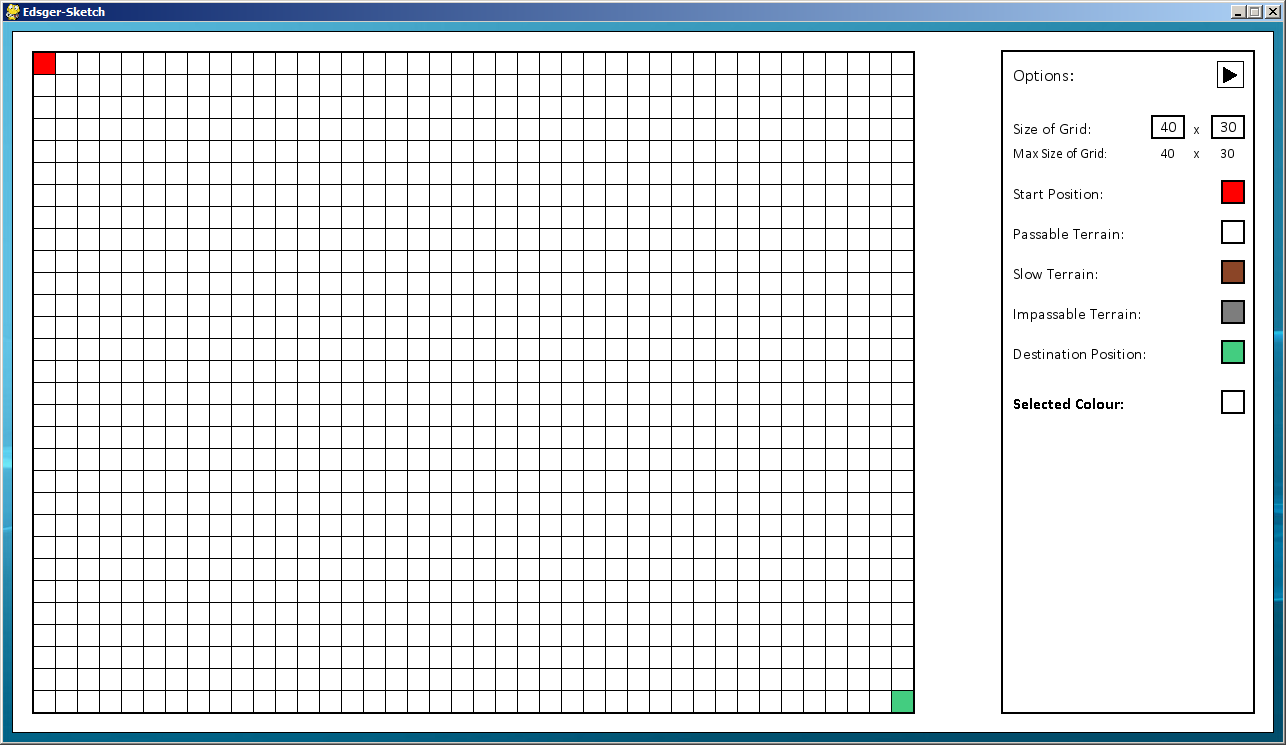 Edsger-Sketch
Options:
Size of Grid: 40 x 30
Max Size of Grid: 40 x 30
Start Position:
Passable Terrain:
Slow Terrain:
Impassable Terrain:
Destination Position:
Selected Colour: